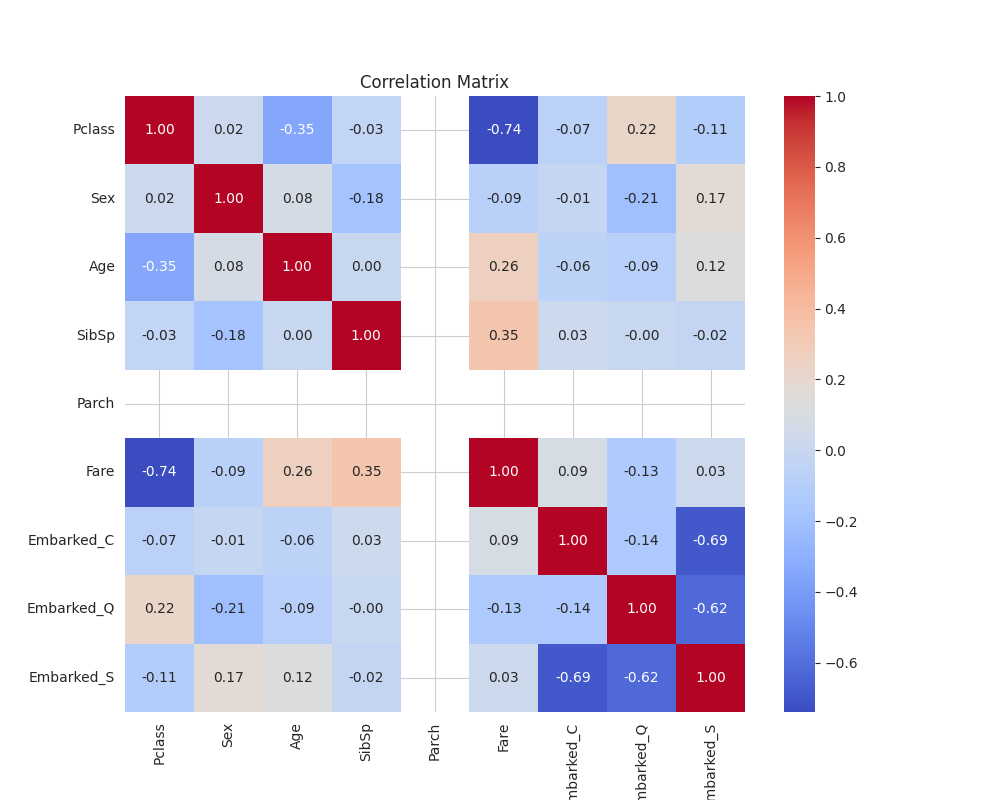 Correlation Matrix
Pclass 1.00 0.02 -0.35 -0.03 -0.74 -0.07 0.22 -0.11
Sex 0.02 1.00 0.08 -0.18 -0.09 -0.01 -0.21 0.17
Age -0.35 0.08 1.00 0.00 0.26 -0.06 -0.09 0.12
SibSp -0.03 -0.18 0.00 1.00 0.35 0.03 -0.00 -0.02
Parch
Fare -0.74 -0.09 0.26 0.35 1.00 0.09 -0.13 0.03
Embarked_C -0.07 -0.01 -0.06 0.03 0.09 1.00 -0.14 -0.69
Embarked_Q 0.22 -0.21 -0.09 -0.00 -0.13 -0.14 1.00 -0.62
Embarked_S -0.11 0.17 0.12 -0.02 0.03 -0.69 -0.62 1.00
Pclass
Sex
Age
SibSp
Parch
Fare
mbarked_C
mbarked_Q
mbarked_S
1.0
0.8
0.6
0.4
0.2
0.0
−0.2
−0.4
−0.6